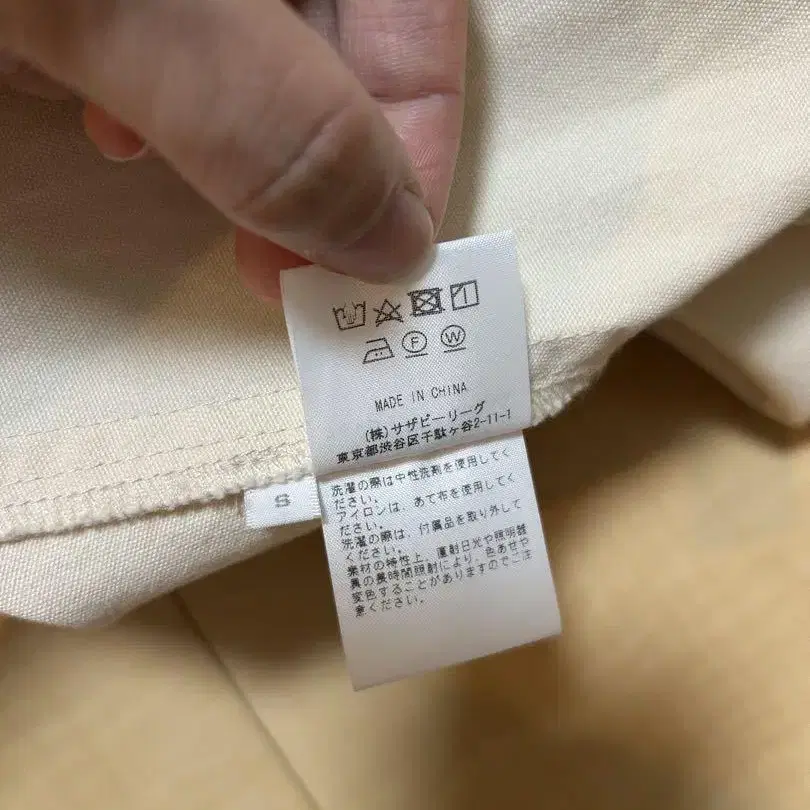 F W
MADE IN CHINA
(株)サザビーリーグ
東京都渋谷区千駄ヶ谷2-11-1
S
洗濯の際は中性洗剤を使用してく
ださい。
アイロンは、あて布を使用してく
ださい。
洗濯の際は、付属品を取り外して
ください。
素材の特性上、直射日光や照明器
具の長時間照射により、色あせや
変色することがありますのでご注
意ください。